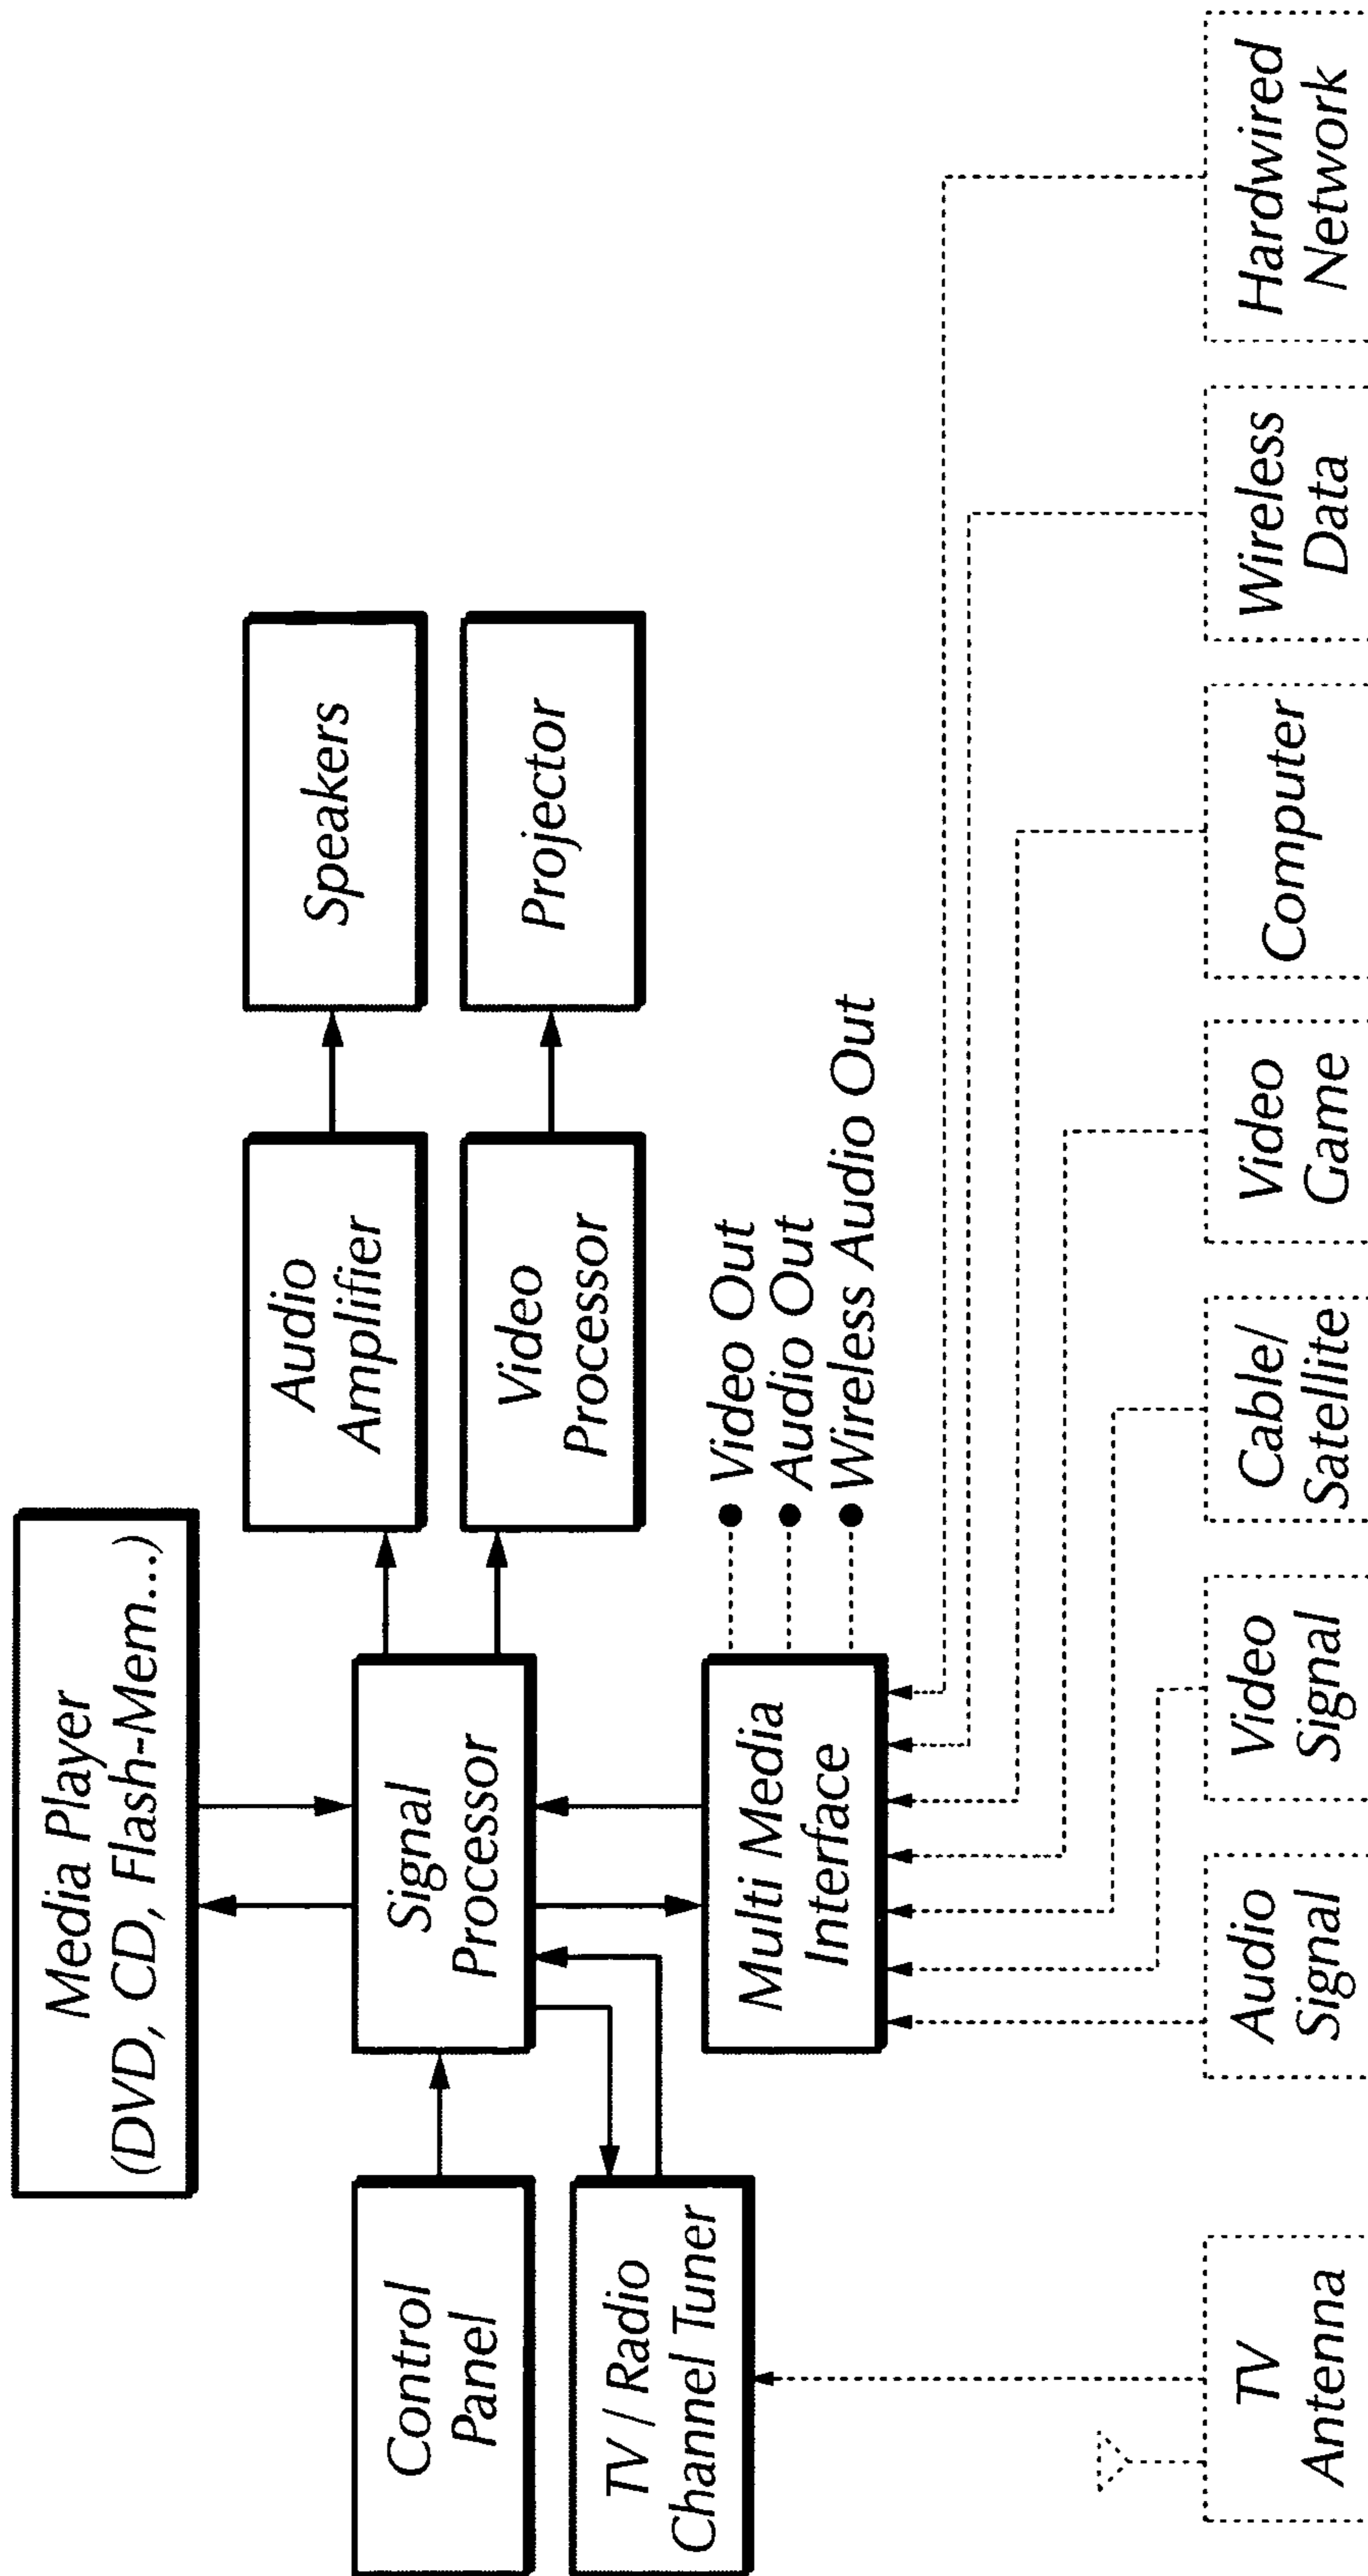 Media Player
(DVD, CD, Flash-Mem...)
Control
Panel
Signal
Processor
Audio
Amplifier
Speakers
Video
Processor
Projector
TV / Radio
Channel Tuner
Multi Media
Interface
Video Out
Audio Out
Wireless Audio Out
TV
Antenna
Audio
Signal
Video
Signal
Cable/
Satellite
Video
Game
Computer
Wireless
Data
Hardwired
Network